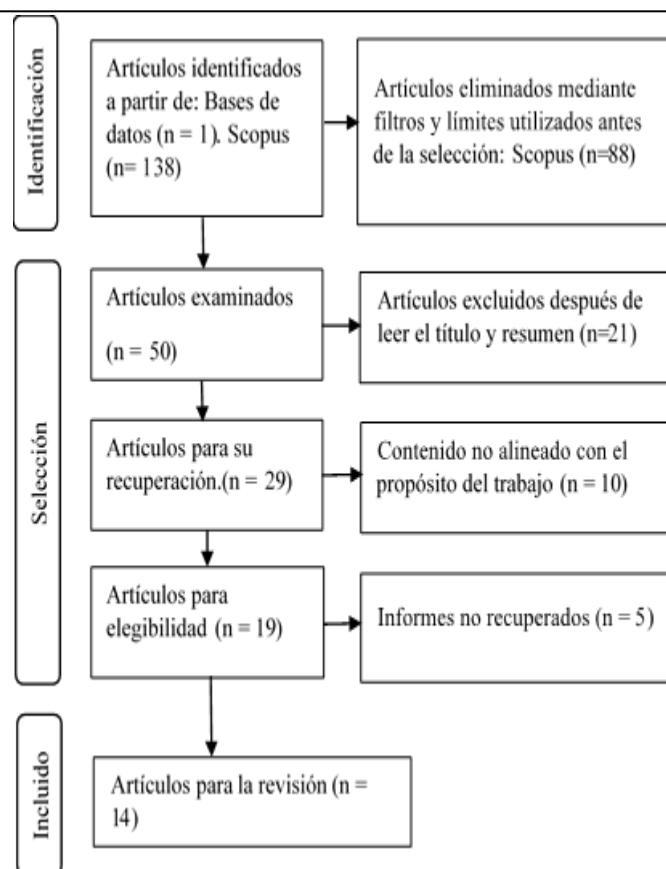 Identificación
Artículos identificados
a partir de: Bases de
datos (n = 1). Scopus
(n= 138)
Artículos eliminados mediante
filtros y límites utilizados antes
de la selección: Scopus (n=88)
Selección
Artículos examinados
(n = 50)
Artículos excluidos después de
leer el título y resumen (n=21)
Artículos para su
recuperación.(n = 29)
Contenido no alineado con el
propósito del trabajo (n = 10)
Artículos para
elegibilidad (n = 19)
Informes no recuperados (n = 5)
Incluido
Artículos para la revisión (n =
14)